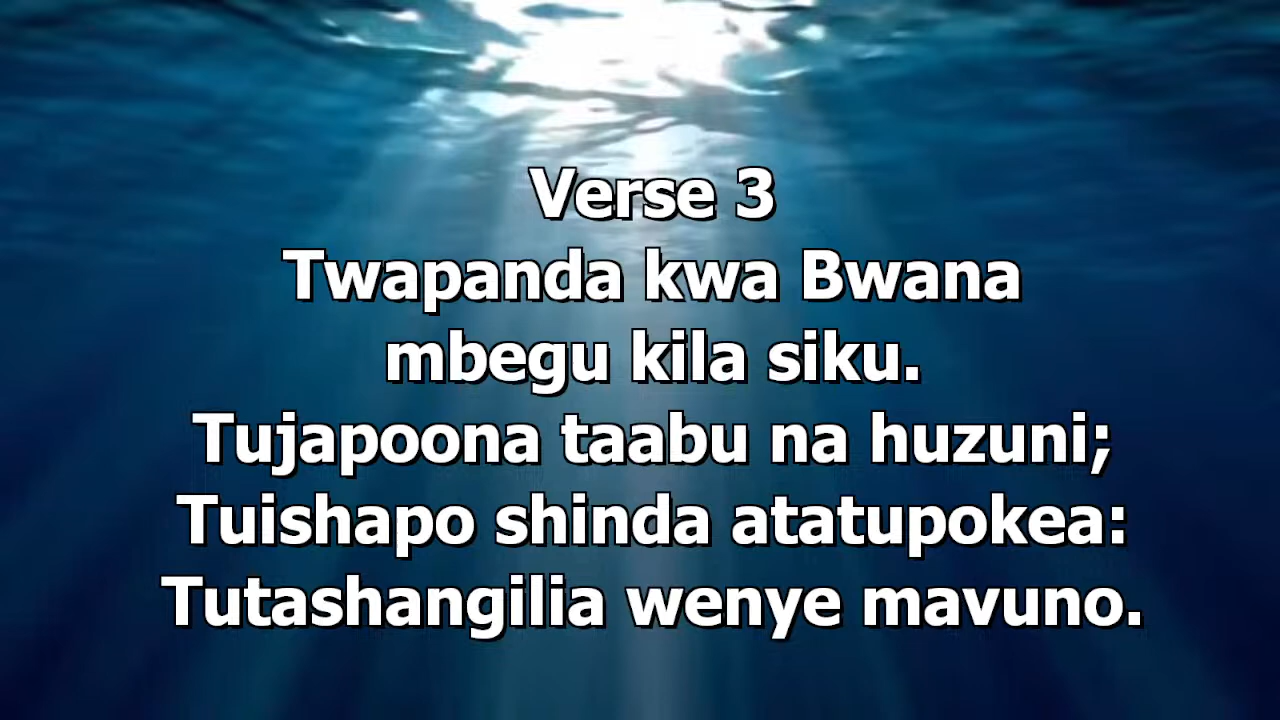 Verse 3
Twapanda kwa Bwana
mbegu kila siku.
Tujapoona taabu na huzuni;
Tuishapo shinda atatupokea:
Tutashangilia wenye mavuno.